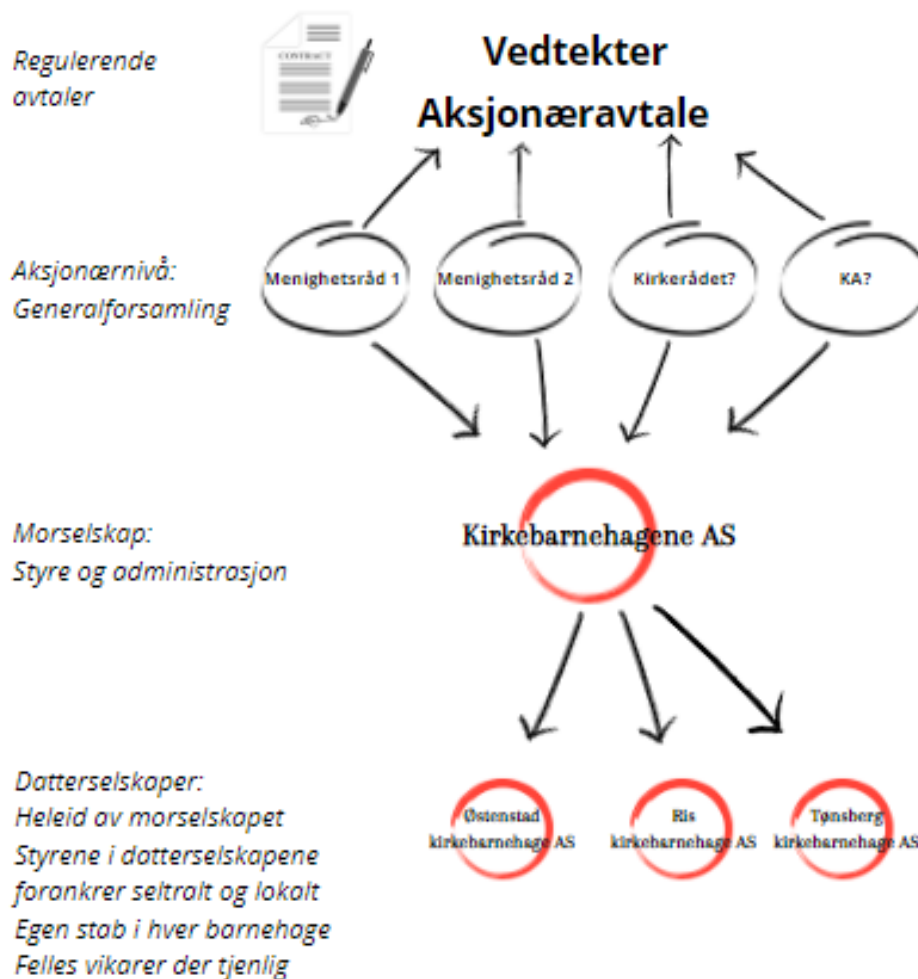 Regulerende
avtaler
CONTRACT
Vedtekter
Aksjonæravtale
Aksjonærnivå:
Generalforsamling
Menighetsråd 1
Menighetsråd 2
Kirkerådet?
KA?
Morselskap:
Styre og administrasjon
Kirkebarnehagene AS
Datterselskaper:
Heleid av morselskapet
Styrene i datterselskapene
forankrer seltralt og lokalt
Egen stab i hver barnehage
Felles vikarer der tjenlig
Østenstad
kirkebarnehage AS
Ris
kirkebarnehage AS
Tønsberg
kirkebarnehage AS